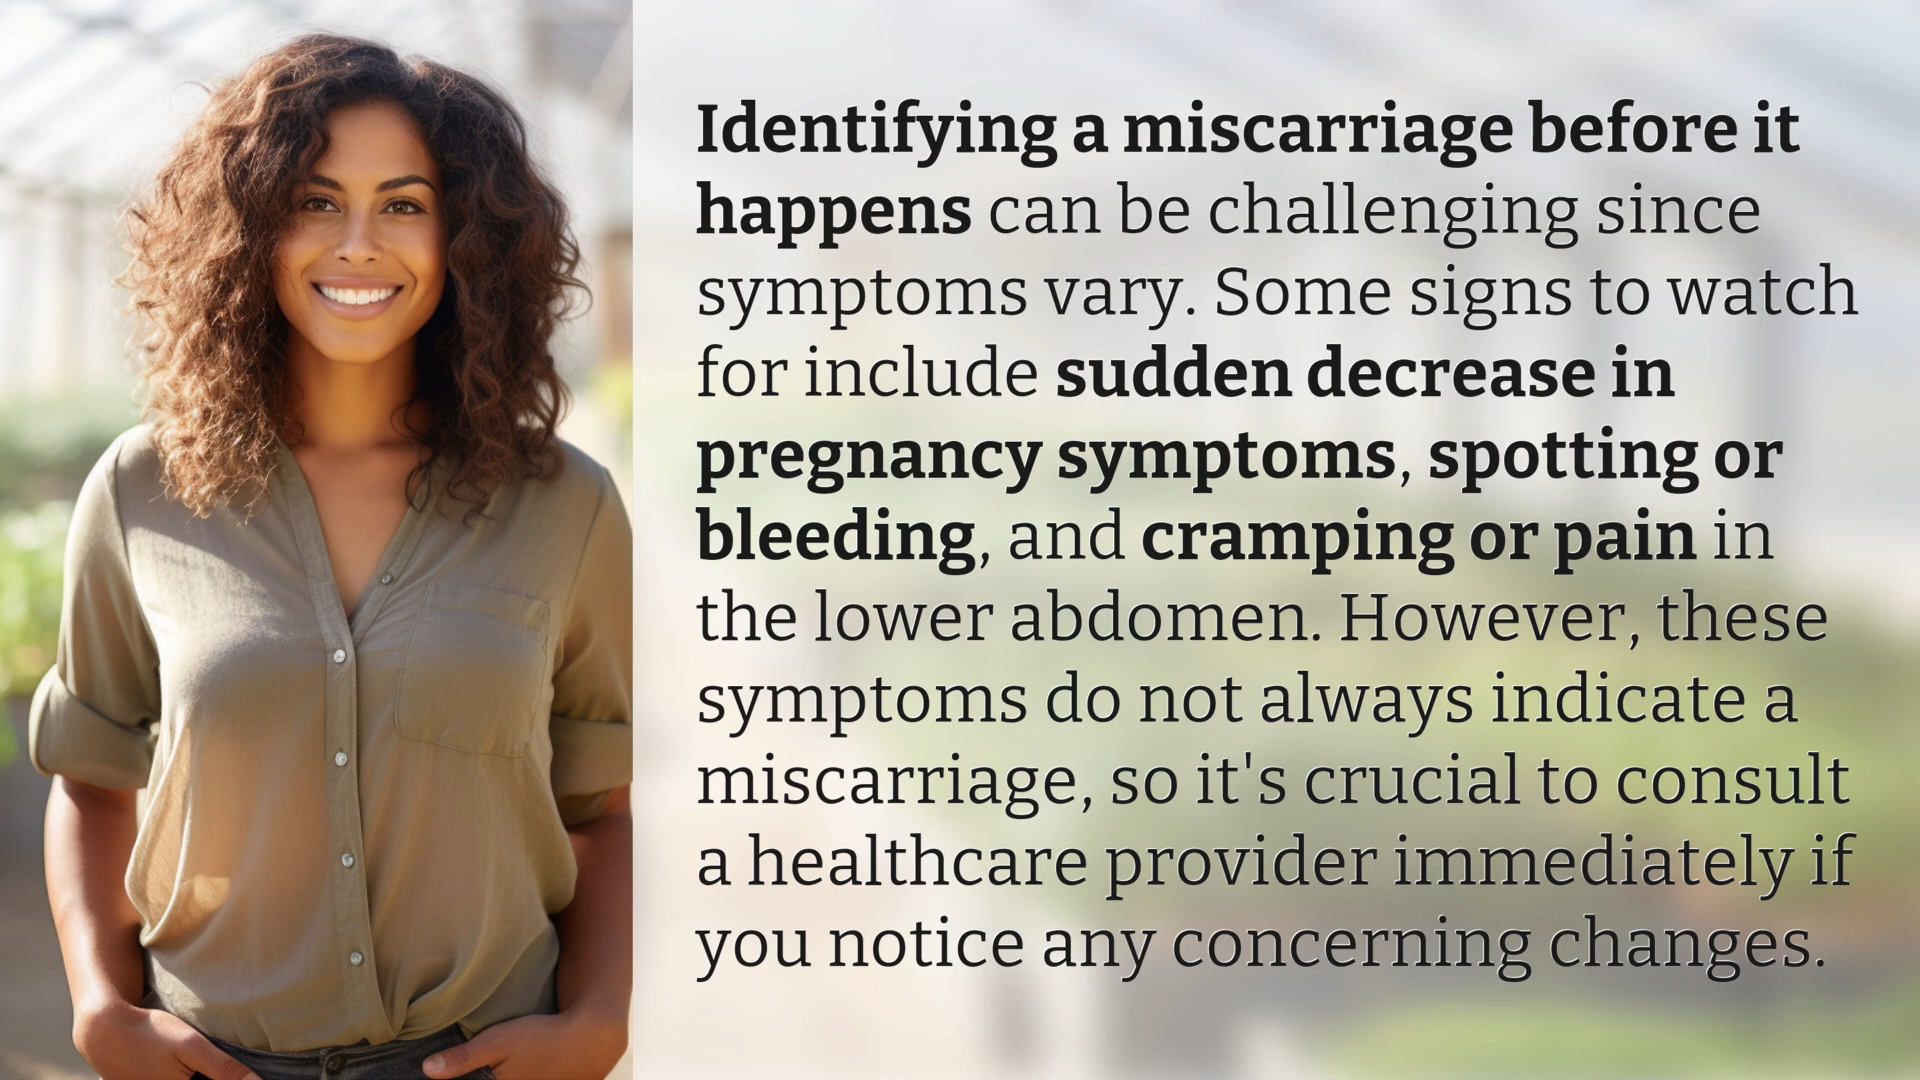 Identifying a miscarriage before it
happens can be challenging since
symptoms vary. Some signs to watch
for include sudden decrease in
pregnancy symptoms, spotting or
bleeding, and cramping or pain in
the lower abdomen. However, these
symptoms do not always indicate a
miscarriage, so it's crucial to consult
a healthcare provider immediately if
you notice any concerning changes.